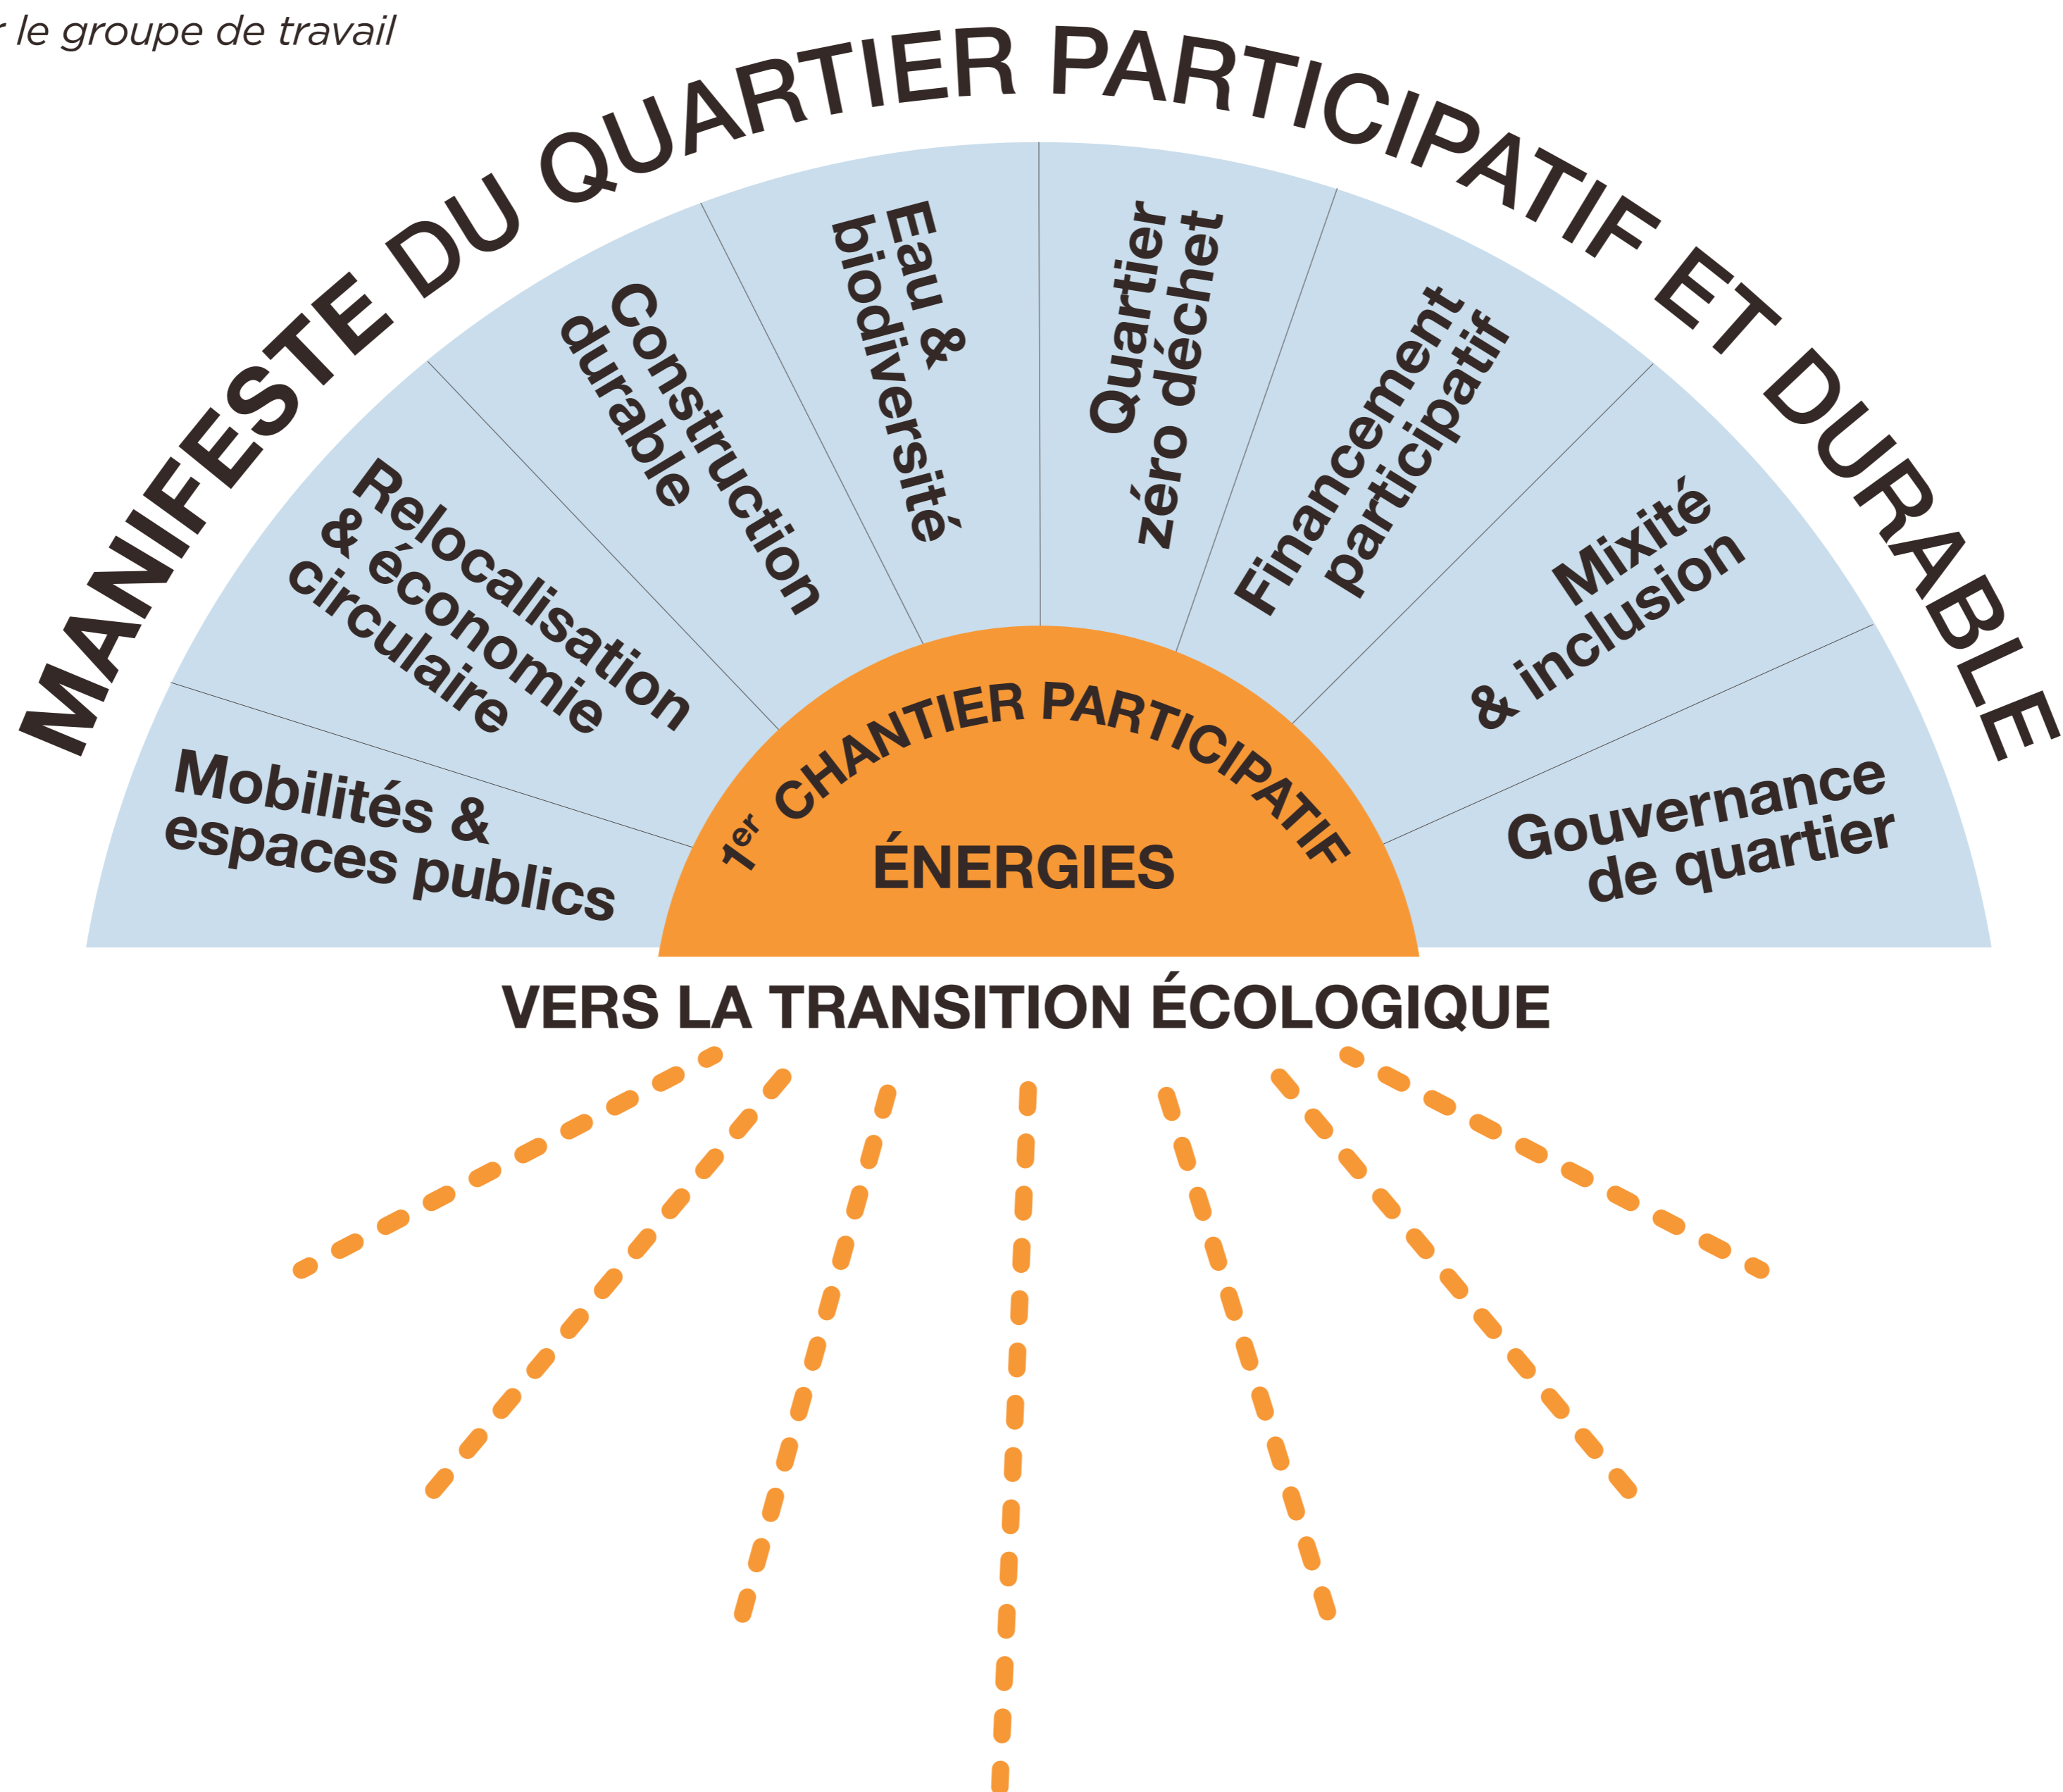 le groupe de travail
MANIFESTE DU QUARTIER PARTICIPATIF ET DURABLE
Mobilités &
espaces publics
Relocalisation
& économie
circulaire
Construction
durable
Eau &
biodiversité
Quartier
zéro déchet
Financement
participatif
Mixité
& inclusion
Gouvernance
de quartier
1er CHANTIER PARTICIPATIF
ÉNERGIES
VERS LA TRANSITION ÉCOLOGIQUE